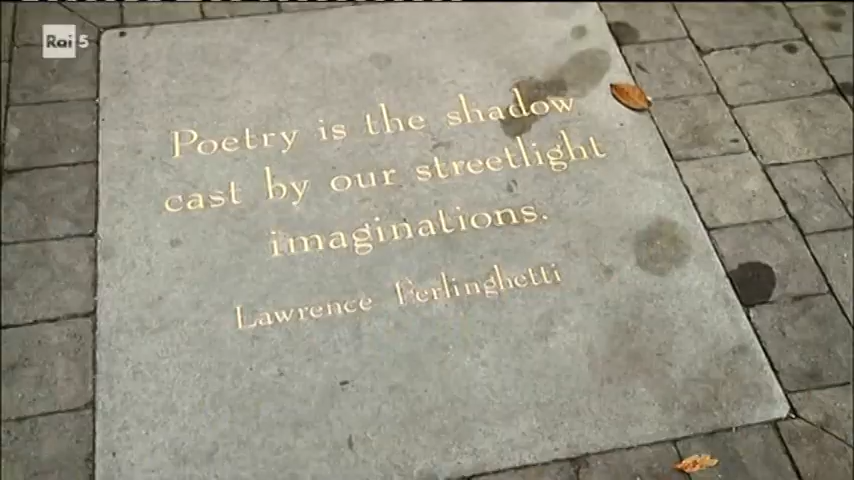 Rai 5
Poetry is the shadow
cast by our streetlight
imaginations.
Lawrence Ferlinghetti